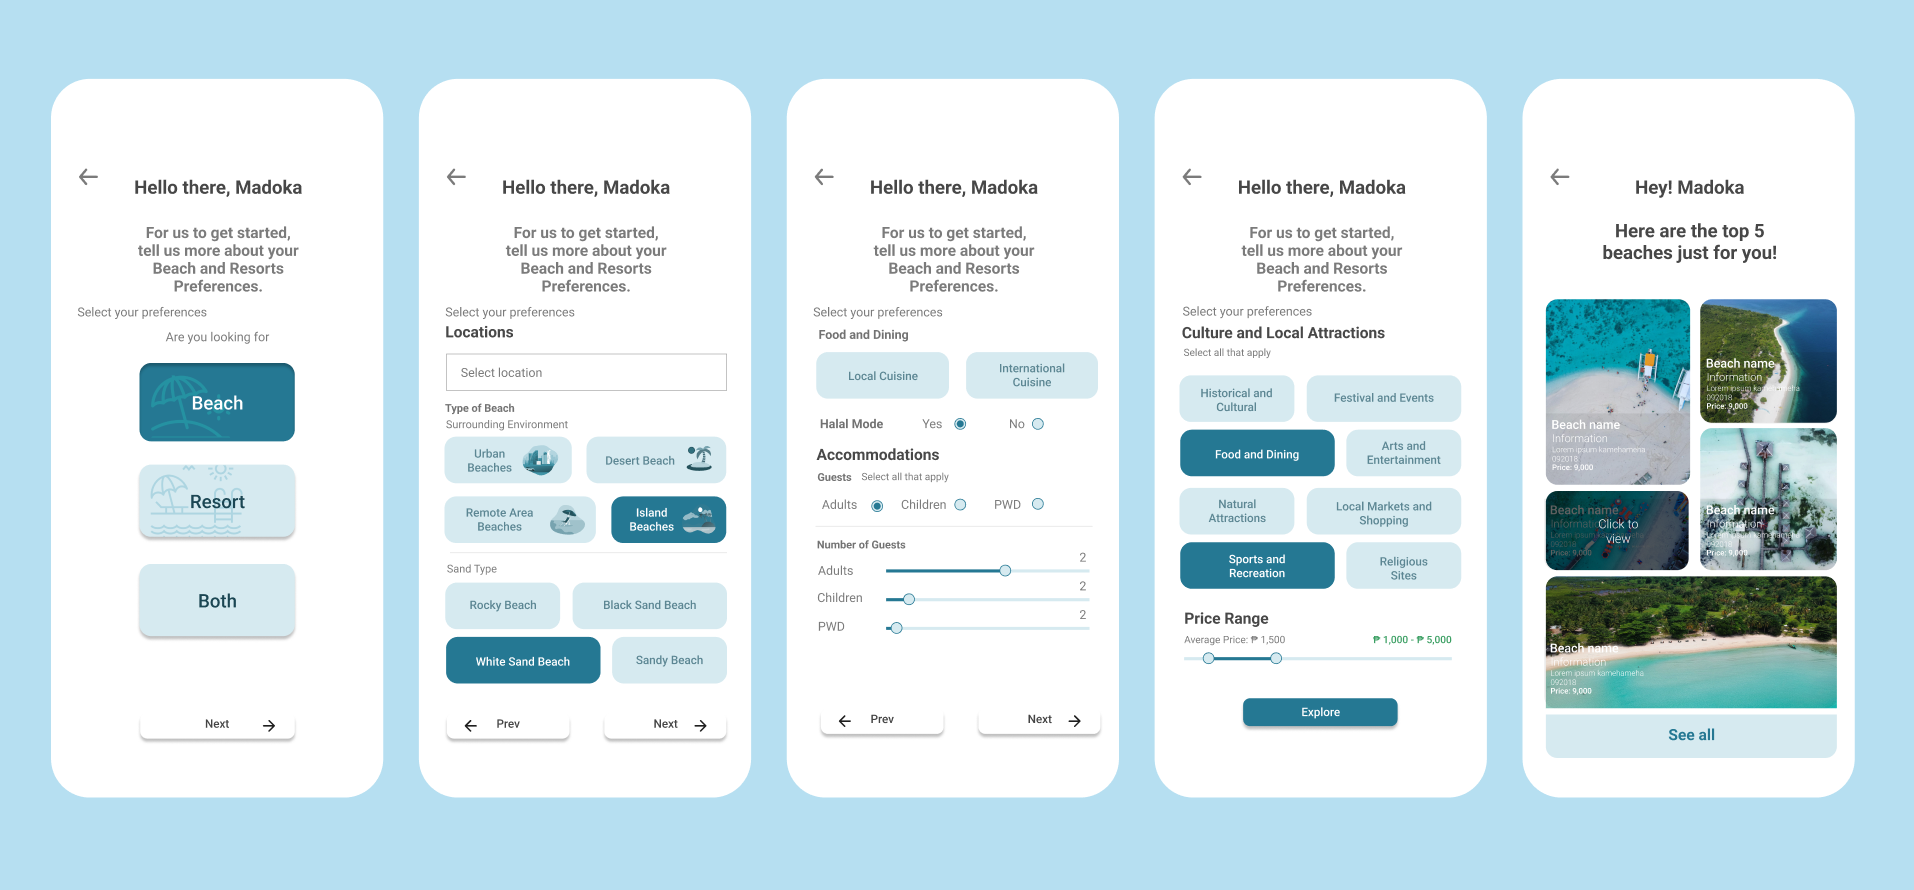 Hello there, Madoka
For us to get started,
tell us more about your
Beach and Resorts
Preferences.
Select your preferences
Are you looking for
Beach
Resort
Both
Next
Hello there, Madoka
For us to get started,
tell us more about your
Beach and Resorts
Preferences.
Select your preferences
Locations
Select location
Type of Beach
Surrounding Environment
Urban
Beaches
Desert Beach
Remote Area
Beaches
Island
Beaches
Sand Type
Rocky Beach
Black Sand Beach
White Sand Beach
Sandy Beach
Prev
Next
Hello there, Madoka
For us to get started,
tell us more about your
Beach and Resorts
Preferences.
Select your preferences
Food and Dining
Local Cuisine
International
Cuisine
Halal Mode
Yes
No
Accommodations
Guests Select all that apply
Adults
Children
PWD
Number of Guests
2
Adults
2
Children
2
PWD
Prev
Next
Hello there, Madoka
For us to get started,
tell us more about your
Beach and Resorts
Preferences.
Select your preferences
Culture and Local Attractions
Select all that apply
Historical and
Cultural
Festival and Events
Food and Dining
Arts and
Entertainment
Natural
Attractions
Local Markets and
Shopping
Sports and
Recreation
Religious
Sites
Price Range
Average Price: ₱ 1,500
₱ 1,000 - ₱ 5,000
Explore
Hey! Madoka
Here are the top 5
beaches just for you!
Beach name
Information
Lorem ipsum kamehameha
092018
Price: 9,000
Beach name
Information
Lorem ipsum kamehameha
092018
Price: 9,000
Beach name
Information
Lorem ipsum kamehameha
092018
Price: 9,000
Click to
view
Beach name
Information
Lorem ipsum kamehameha
092018
Price: 9,000
Beach name
Information
Lorem ipsum kamehameha
092018
Price: 9,000
See all